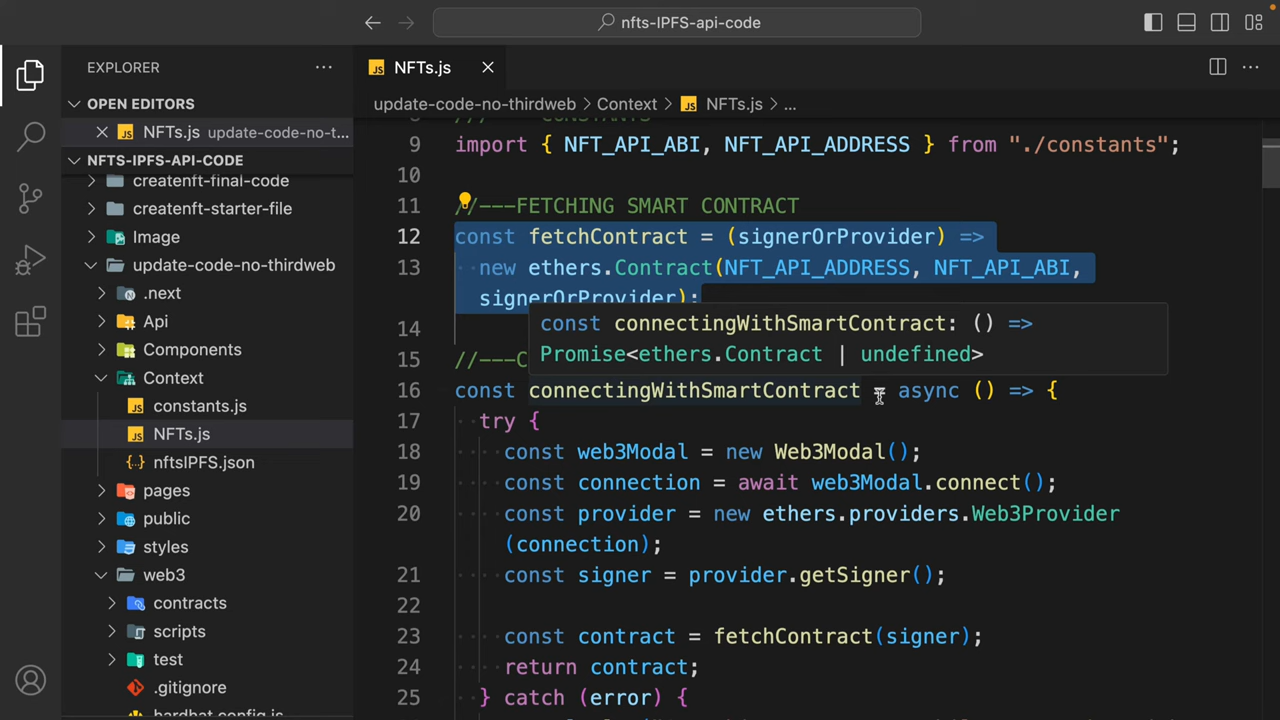 nfts-IPFS-api-code
EXPLORER
OPEN EDITORS
NFTs.js update-code-no-t...
NFTS-IPFS-API-CODE
createnft-final-code
createnft-starter-file
Image
update-code-no-thirdweb
.next
Api
Components
Context
constants.js
NFTs.js
nftsIPFS.json
pages
public
styles
web3
contracts
scripts
test
.gitignore
hardhat.config.js
NFTs.js
update-code-no-thirdweb > Context > NFTs.js > ...
9 import { NFT_API_ABI, NFT_API_ADDRESS } from "./constants";
10
11 //---FETCHING SMART CONTRACT
12 const fetchContract = (signerOrProvider) =>
13 new ethers.Contract(NFT_API_ADDRESS, NFT_API_ABI,
signerOrProvider);
14
const connectingWithSmartContract: () =>
Promise<ethers.Contract | undefined>
15 //---C
16 const connectingWithSmartContract = async () => {
17 try {
18 const web3Modal = new Web3Modal();
19 const connection = await web3Modal.connect();
20 const provider = new ethers.providers.Web3Provider
(connection);
21 const signer = provider.getSigner();
22
23 const contract = fetchContract(signer);
24 return contract;
25 } catch (error) {